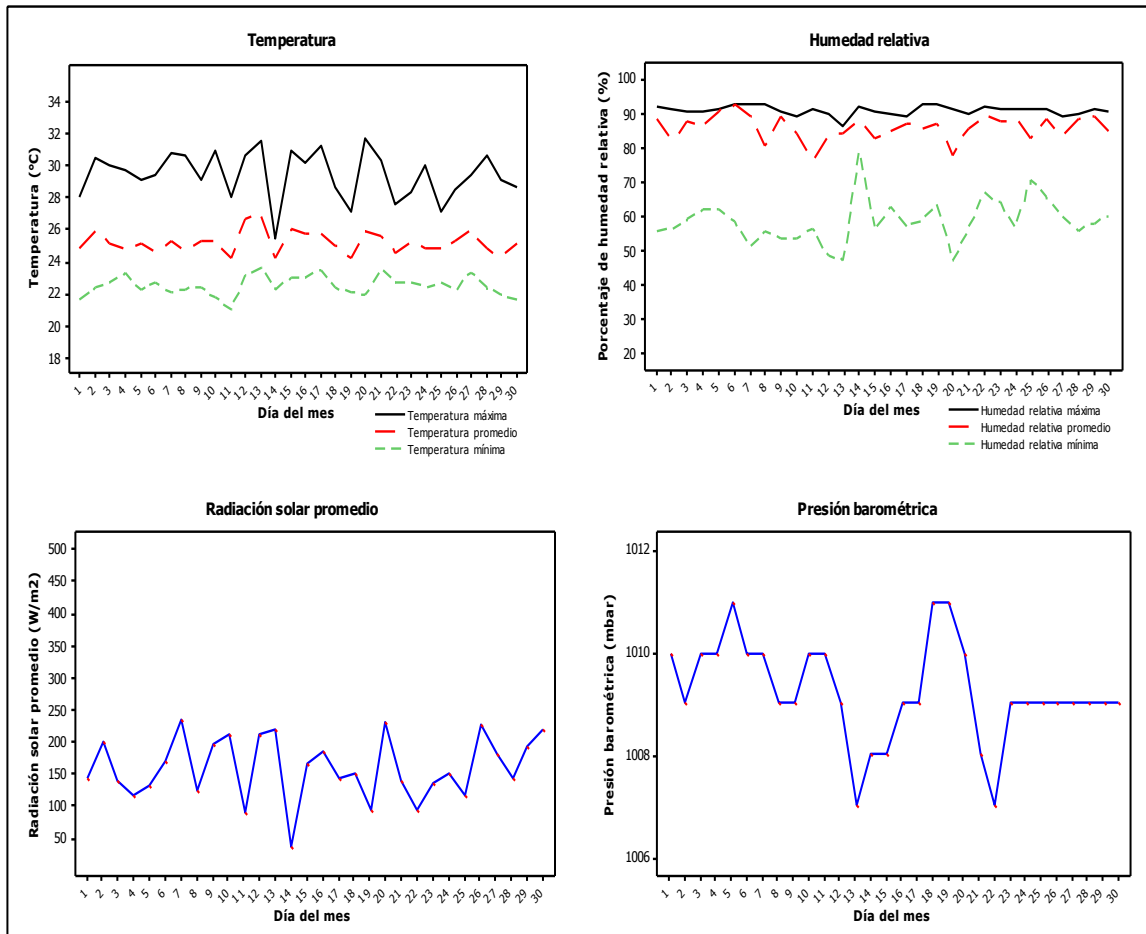 Temperatura
Temperatura (°C)
34
32
30
28
26
24
22
20
18
1 2 3 4 5 6 7 8 9 10 11 12 13 14 15 16 17 18 19 20 21 22 23 24 25 26 27 28 29 30
Día del mes
Temperatura máxima
Temperatura promedio
Temperatura mínima
Humedad relativa
Porcentaje de humedad relativa (%)
100
90
80
70
60
50
40
30
20
1 2 3 4 5 6 7 8 9 10 11 12 13 14 15 16 17 18 19 20 21 22 23 24 25 26 27 28 29 30
Día del mes
Humedad relativa máxima
Humedad relativa promedio
Humedad relativa mínima
Radiación solar promedio
Radiación solar promedio (W/m2)
500
450
400
350
300
250
200
150
100
50
1 2 3 4 5 6 7 8 9 10 11 12 13 14 15 16 17 18 19 20 21 22 23 24 25 26 27 28 29 30
Día del mes
Presión barométrica
Presión barométrica (mbar)
1012
1010
1008
1006
1 2 3 4 5 6 7 8 9 10 11 12 13 14 15 16 17 18 19 20 21 22 23 24 25 26 27 28 29 30
Día del mes